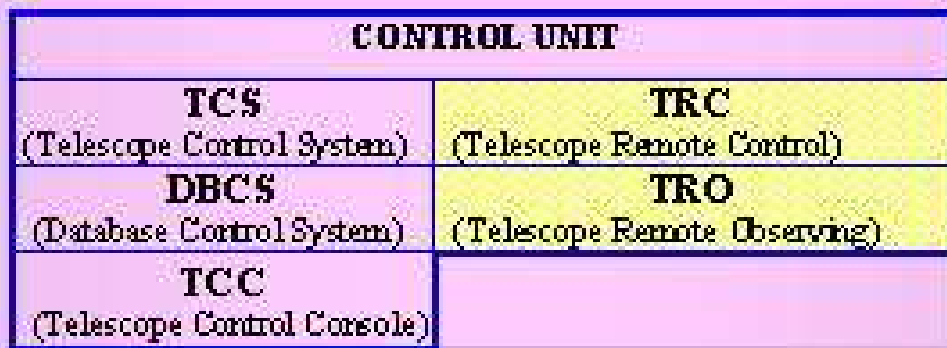 CONTROL UNIT
TCS
(Telescope Control System)
TRC
(Telescope Remote Control)
DBCS
(Database Control System)
TRO
(Telescope Remote Observing)
TCC
(Telescope Control Console)